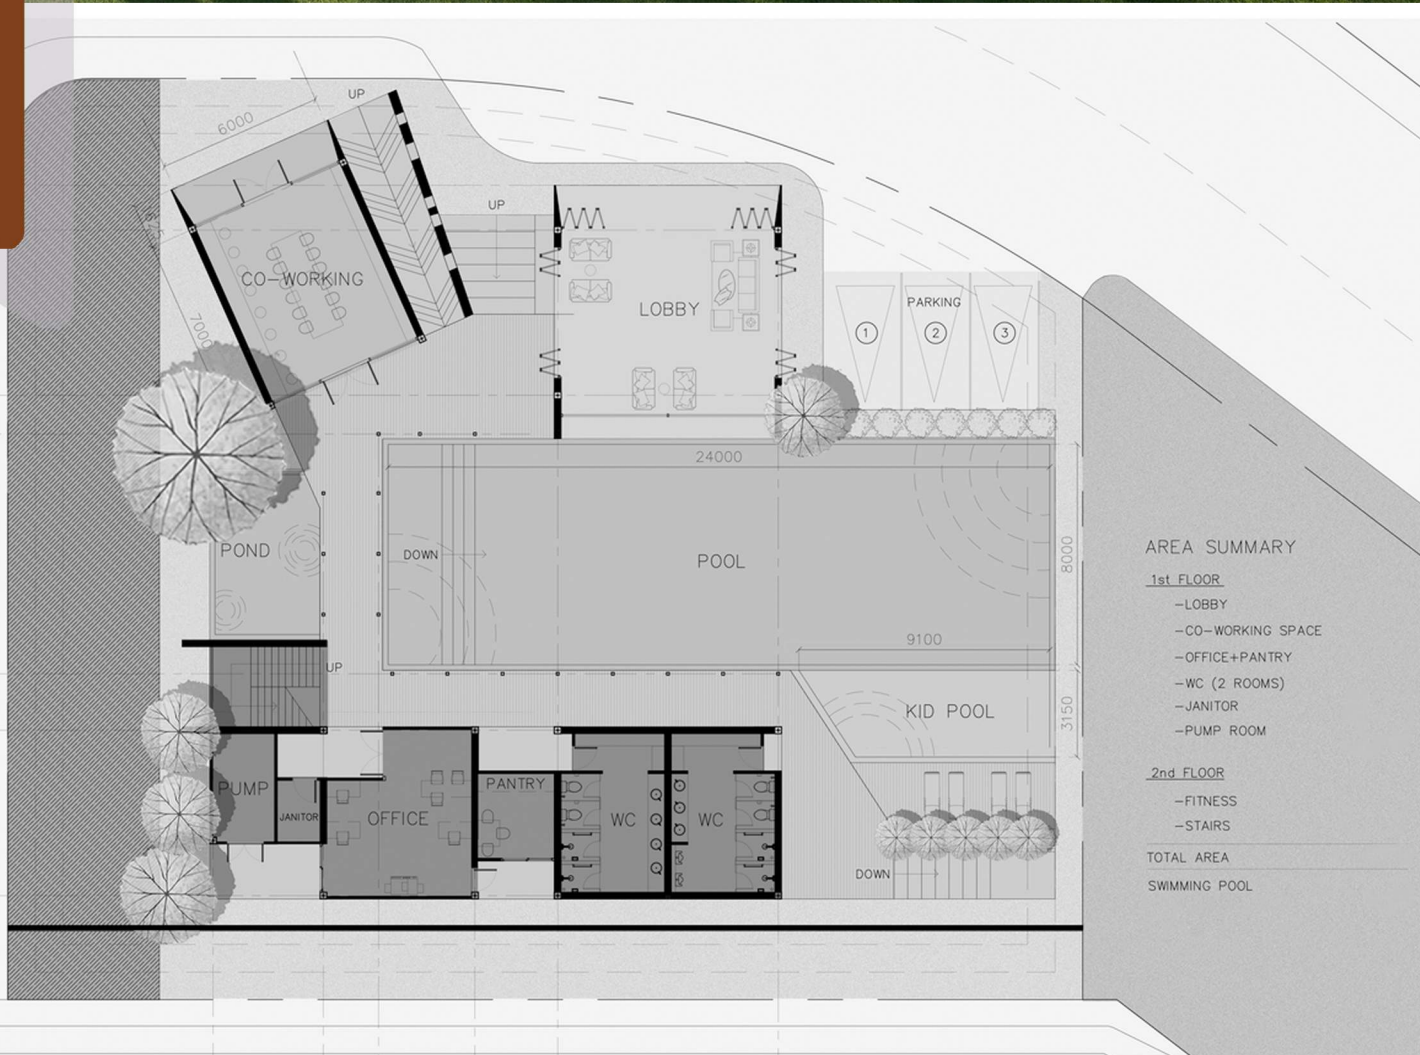 UP
6000
UP
CO-WORKING
LOBBY
PARKING
1
2
3
7000
24000
POND
DOWN
POOL
8000
9100
UP
KID POOL
3150
PUMP
JANITOR
OFFICE
PANTRY
WC
WC
DOWN
AREA SUMMARY
1st FLOOR
-LOBBY
-CO-WORKING SPACE
-OFFICE+PANTRY
-WC (2 ROOMS)
-JANITOR
-PUMP ROOM
2nd FLOOR
-FITNESS
-STAIRS
TOTAL AREA
SWIMMING POOL